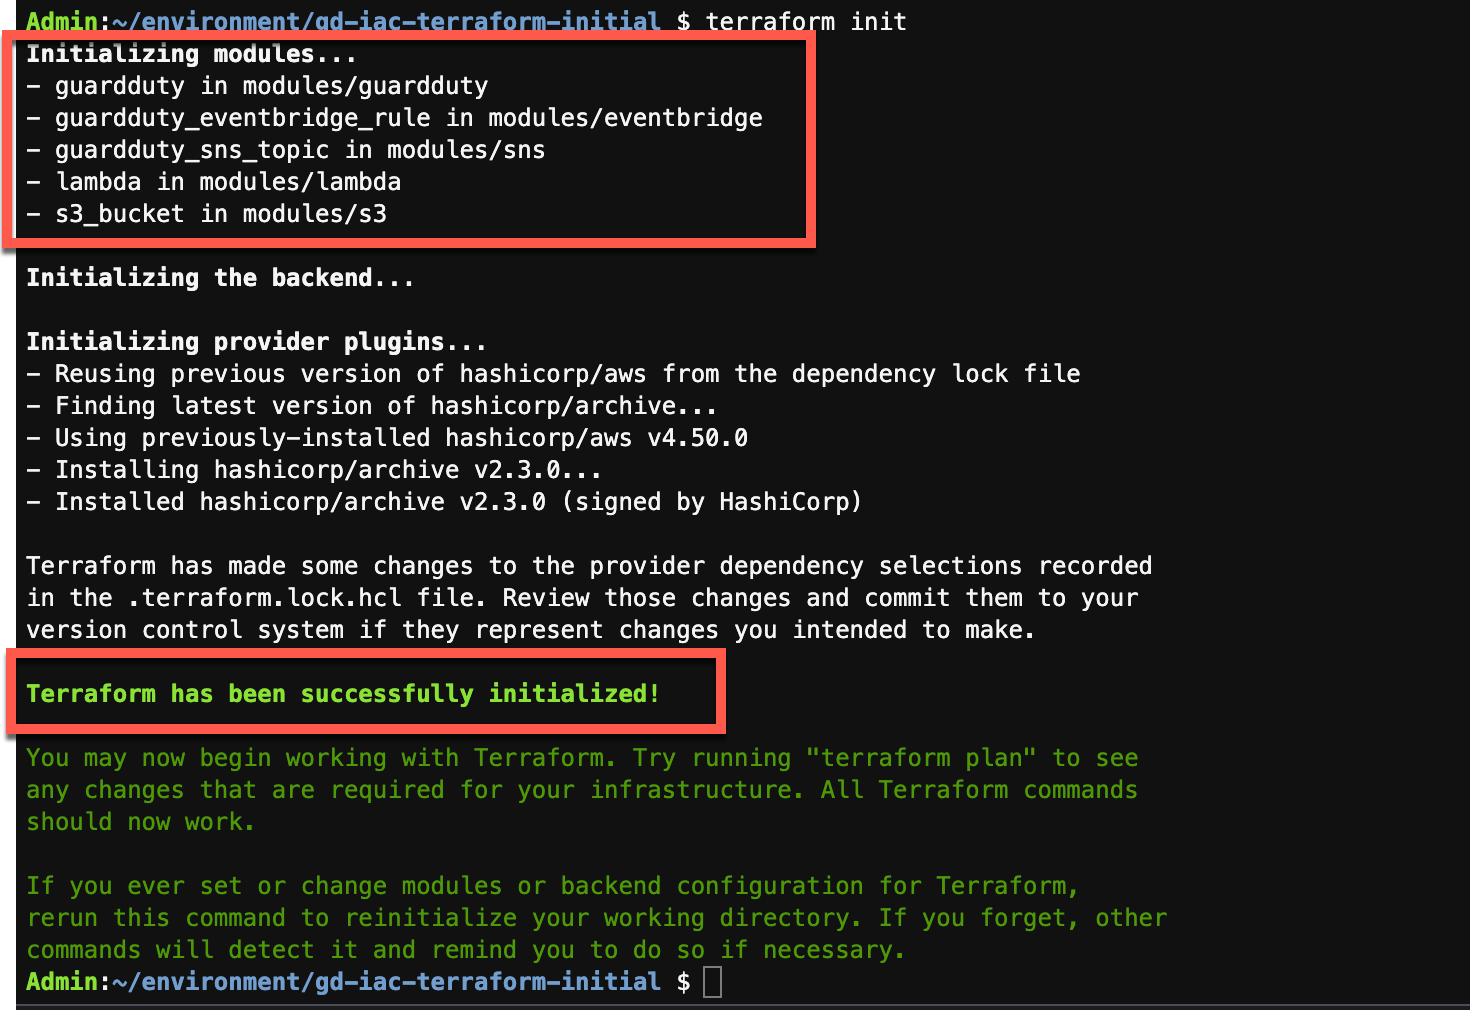 Admin:~/environment/gd-iac-terraform-initial $ terraform init
Initializing modules...
- guardduty in modules/guardduty
- guardduty_eventbridge_rule in modules/eventbridge
- guardduty_sns_topic in modules/sns
- lambda in modules/lambda
- s3_bucket in modules/s3
Initializing the backend...
Initializing provider plugins...
- Reusing previous version of hashicorp/aws from the dependency lock file
- Finding latest version of hashicorp/archive...
- Using previously-installed hashicorp/aws v4.50.0
- Installing hashicorp/archive v2.3.0...
- Installed hashicorp/archive v2.3.0 (signed by HashiCorp)
Terraform has made some changes to the provider dependency selections recorded
in the .terraform.lock.hcl file. Review those changes and commit them to your
version control system if they represent changes you intended to make.
Terraform has been successfully initialized!
You may now begin working with Terraform. Try running "terraform plan" to see
any changes that are required for your infrastructure. All Terraform commands
should now work.
If you ever set or change modules or backend configuration for Terraform,
rerun this command to reinitialize your working directory. If you forget, other
commands will detect it and remind you to do so if necessary.
Admin:~/environment/gd-iac-terraform-initial $